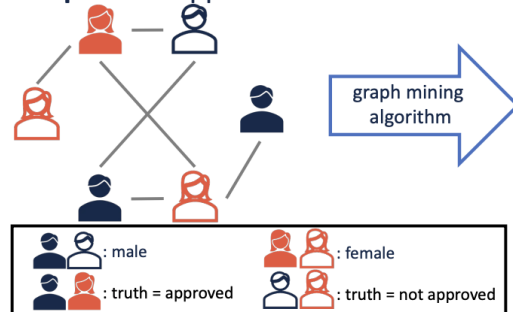 graph mining
algorithm
: male
: female
: truth = approved
: truth = not approved